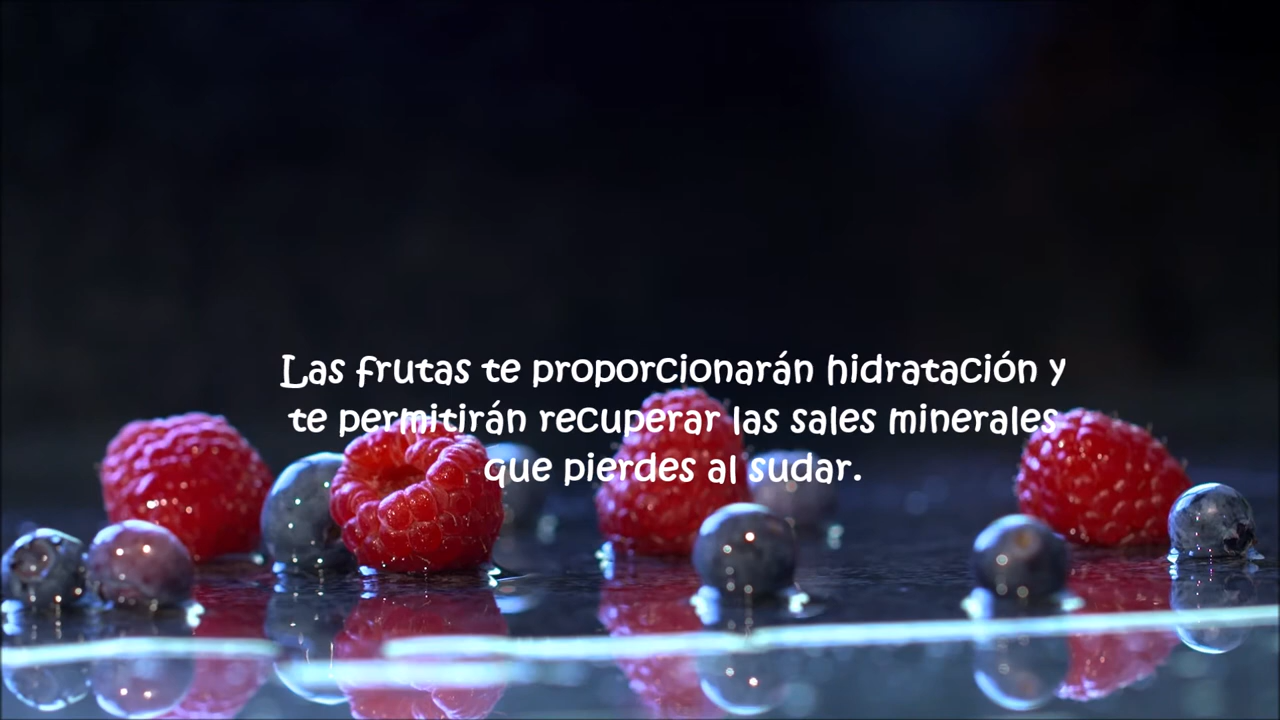 Las frutas te proporcionarán hidratación y
te permitirán recuperar las sales minerales
que pierdes al sudar.